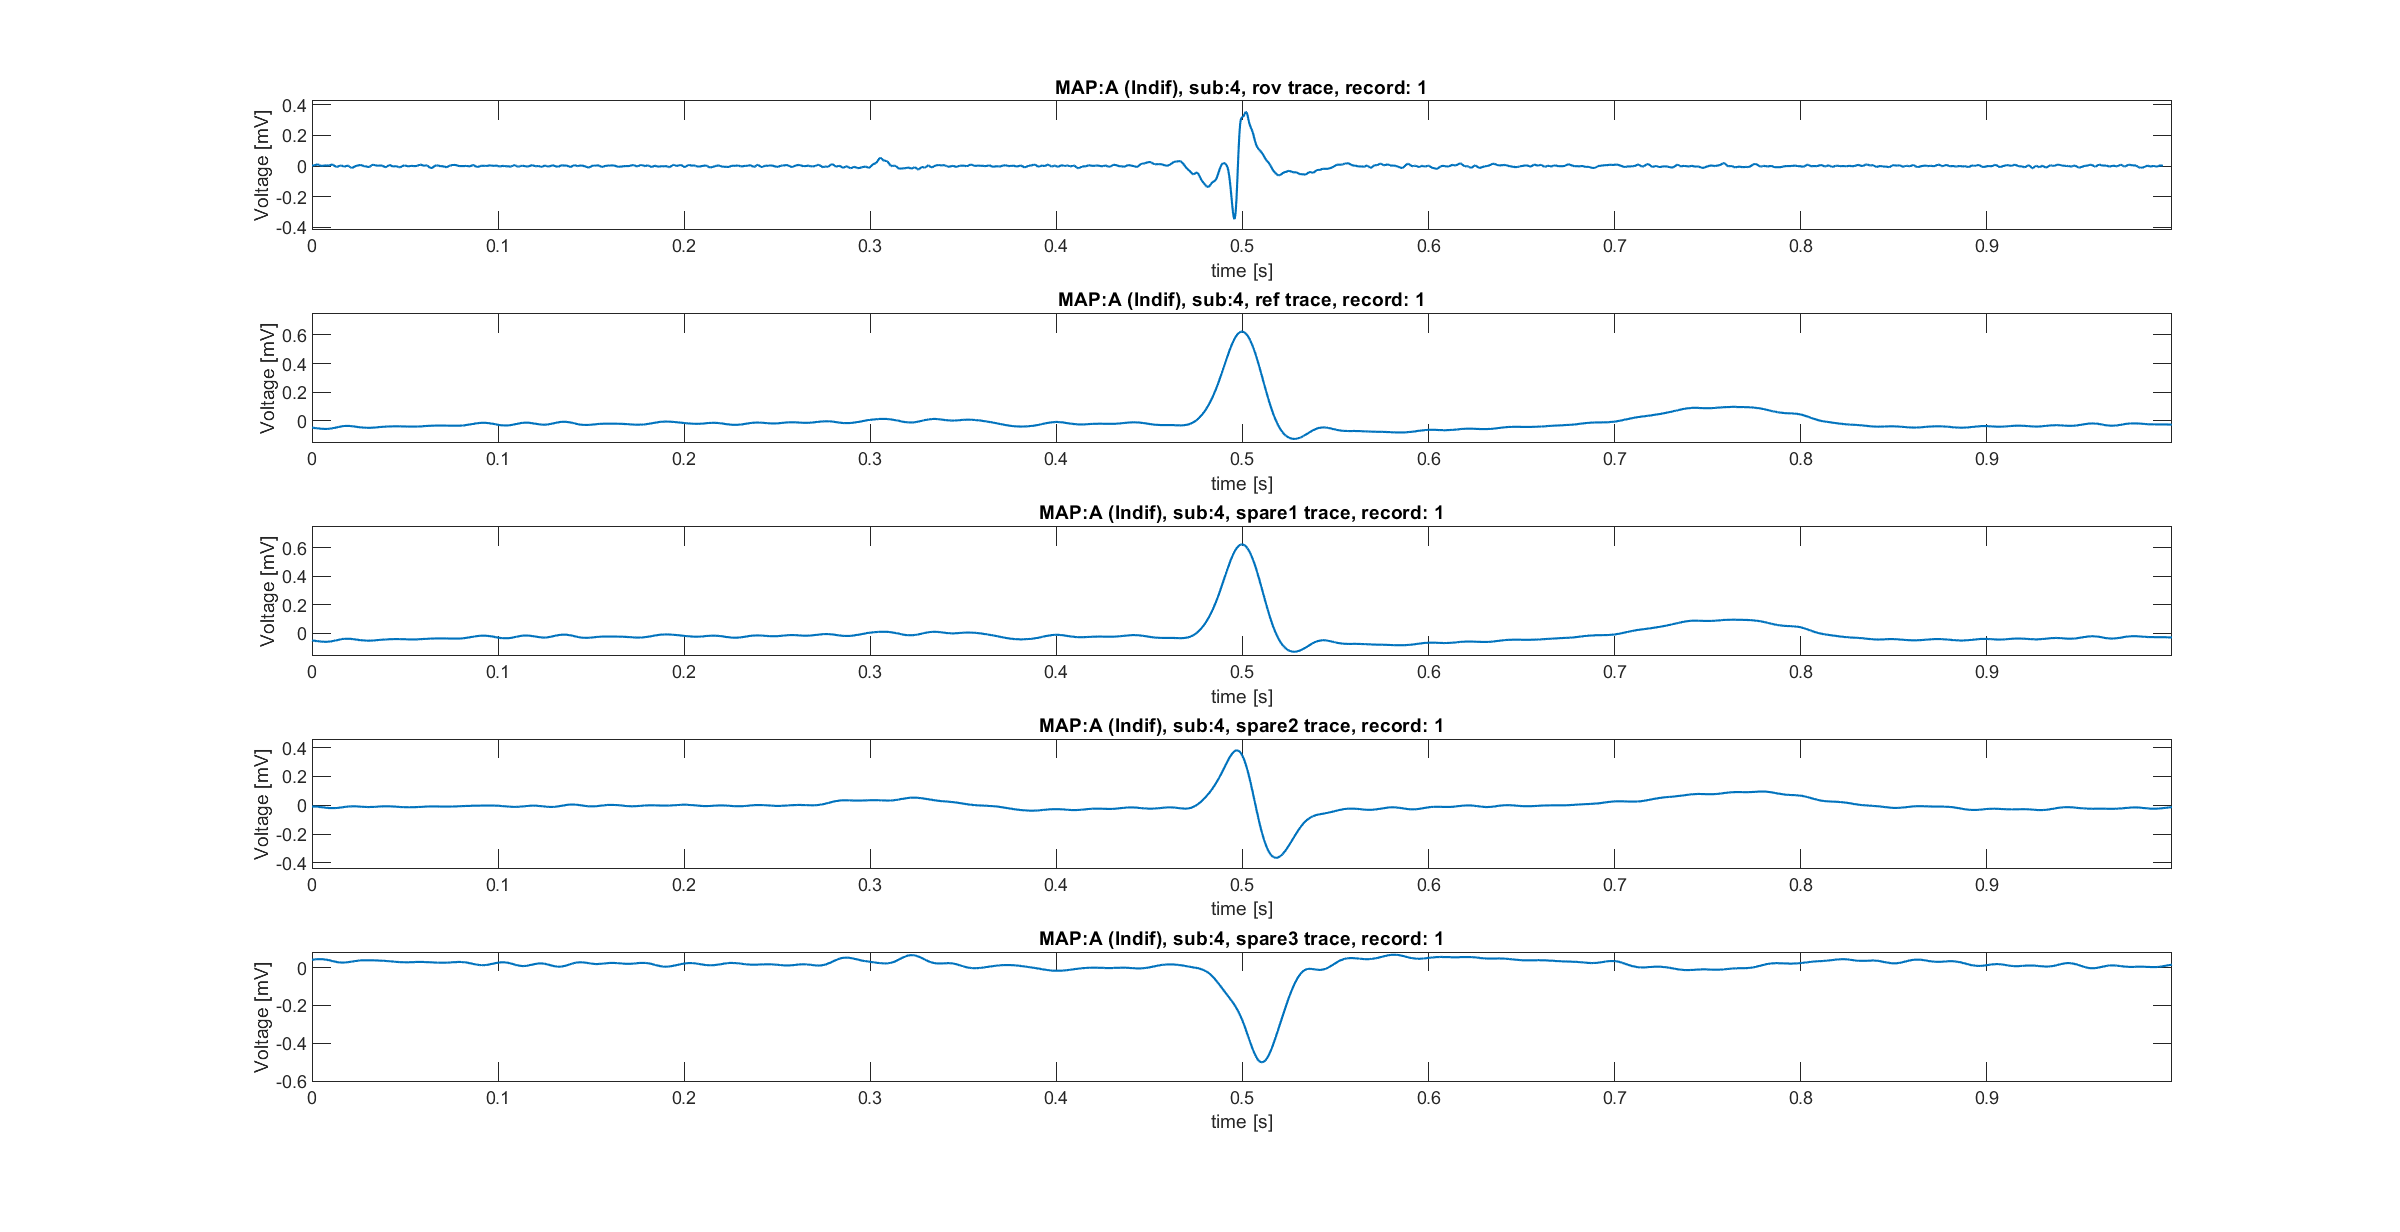 MAP:A (Indif), sub:4, rov trace, record: 1
Voltage [mV]
0.4
0.2
0
-0.2
-0.4
0 0.1 0.2 0.3 0.4 0.5 0.6 0.7 0.8 0.9
time [s]
MAP:A (Indif), sub:4, ref trace, record: 1
Voltage [mV]
0.6
0.4
0.2
0
0 0.1 0.2 0.3 0.4 0.5 0.6 0.7 0.8 0.9
time [s]
MAP:A (Indif), sub:4, spare1 trace, record: 1
Voltage [mV]
0.6
0.4
0.2
0
0 0.1 0.2 0.3 0.4 0.5 0.6 0.7 0.8 0.9
time [s]
MAP:A (Indif), sub:4, spare2 trace, record: 1
Voltage [mV]
0.4
0.2
0
-0.2
-0.4
0 0.1 0.2 0.3 0.4 0.5 0.6 0.7 0.8 0.9
time [s]
MAP:A (Indif), sub:4, spare3 trace, record: 1
Voltage [mV]
0
-0.2
-0.4
-0.6
0 0.1 0.2 0.3 0.4 0.5 0.6 0.7 0.8 0.9
time [s]